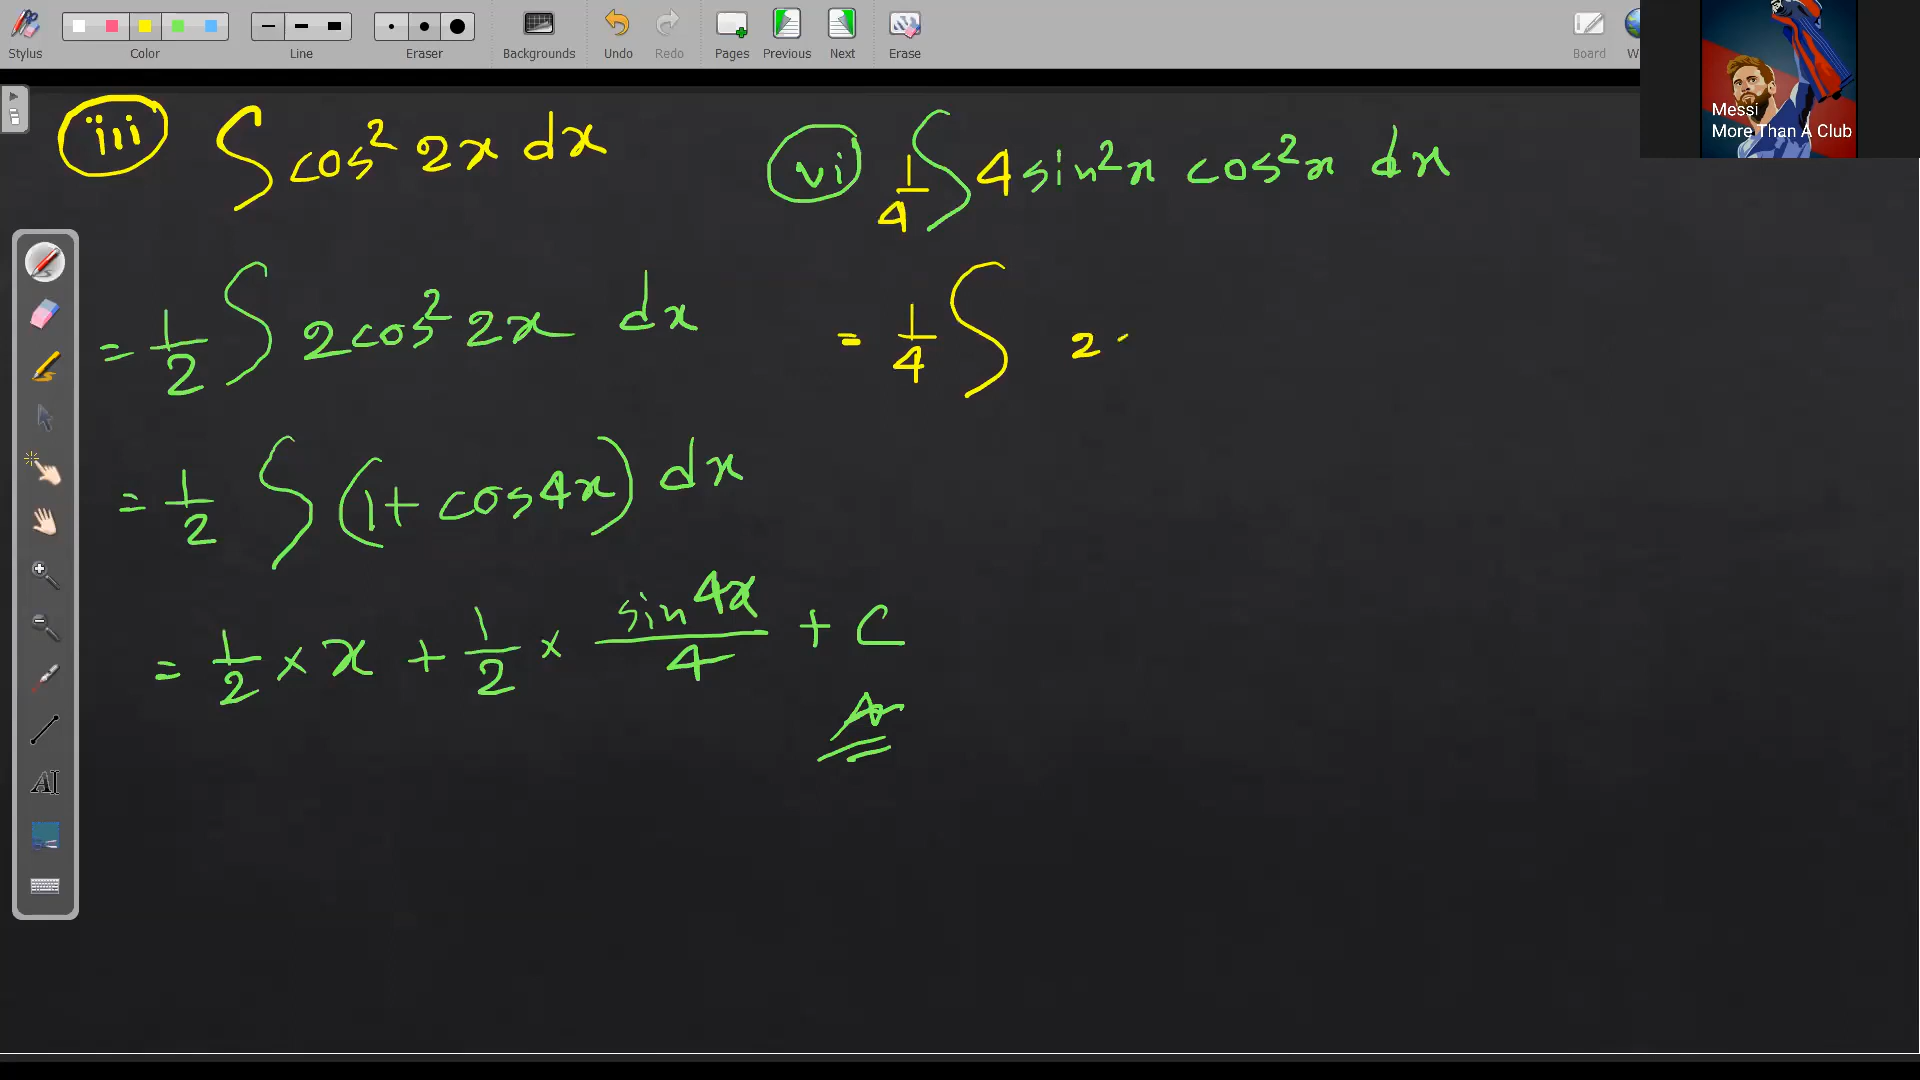 Stylus Color Line Eraser Backgrounds Undo Redo Pages Previous Next Erase Board W
Messi
More Than A Club
iii ∫ cos² 2x dx
= 1/2 ∫ 2cos² 2x dx
= 1/2 ∫ (1 + cos4x) dx
= 1/2 × x + 1/2 × sin4x/4 + C
vi 1/4 ∫ 4 sin²x cos²x dx
= 1/4 ∫ 2
AI